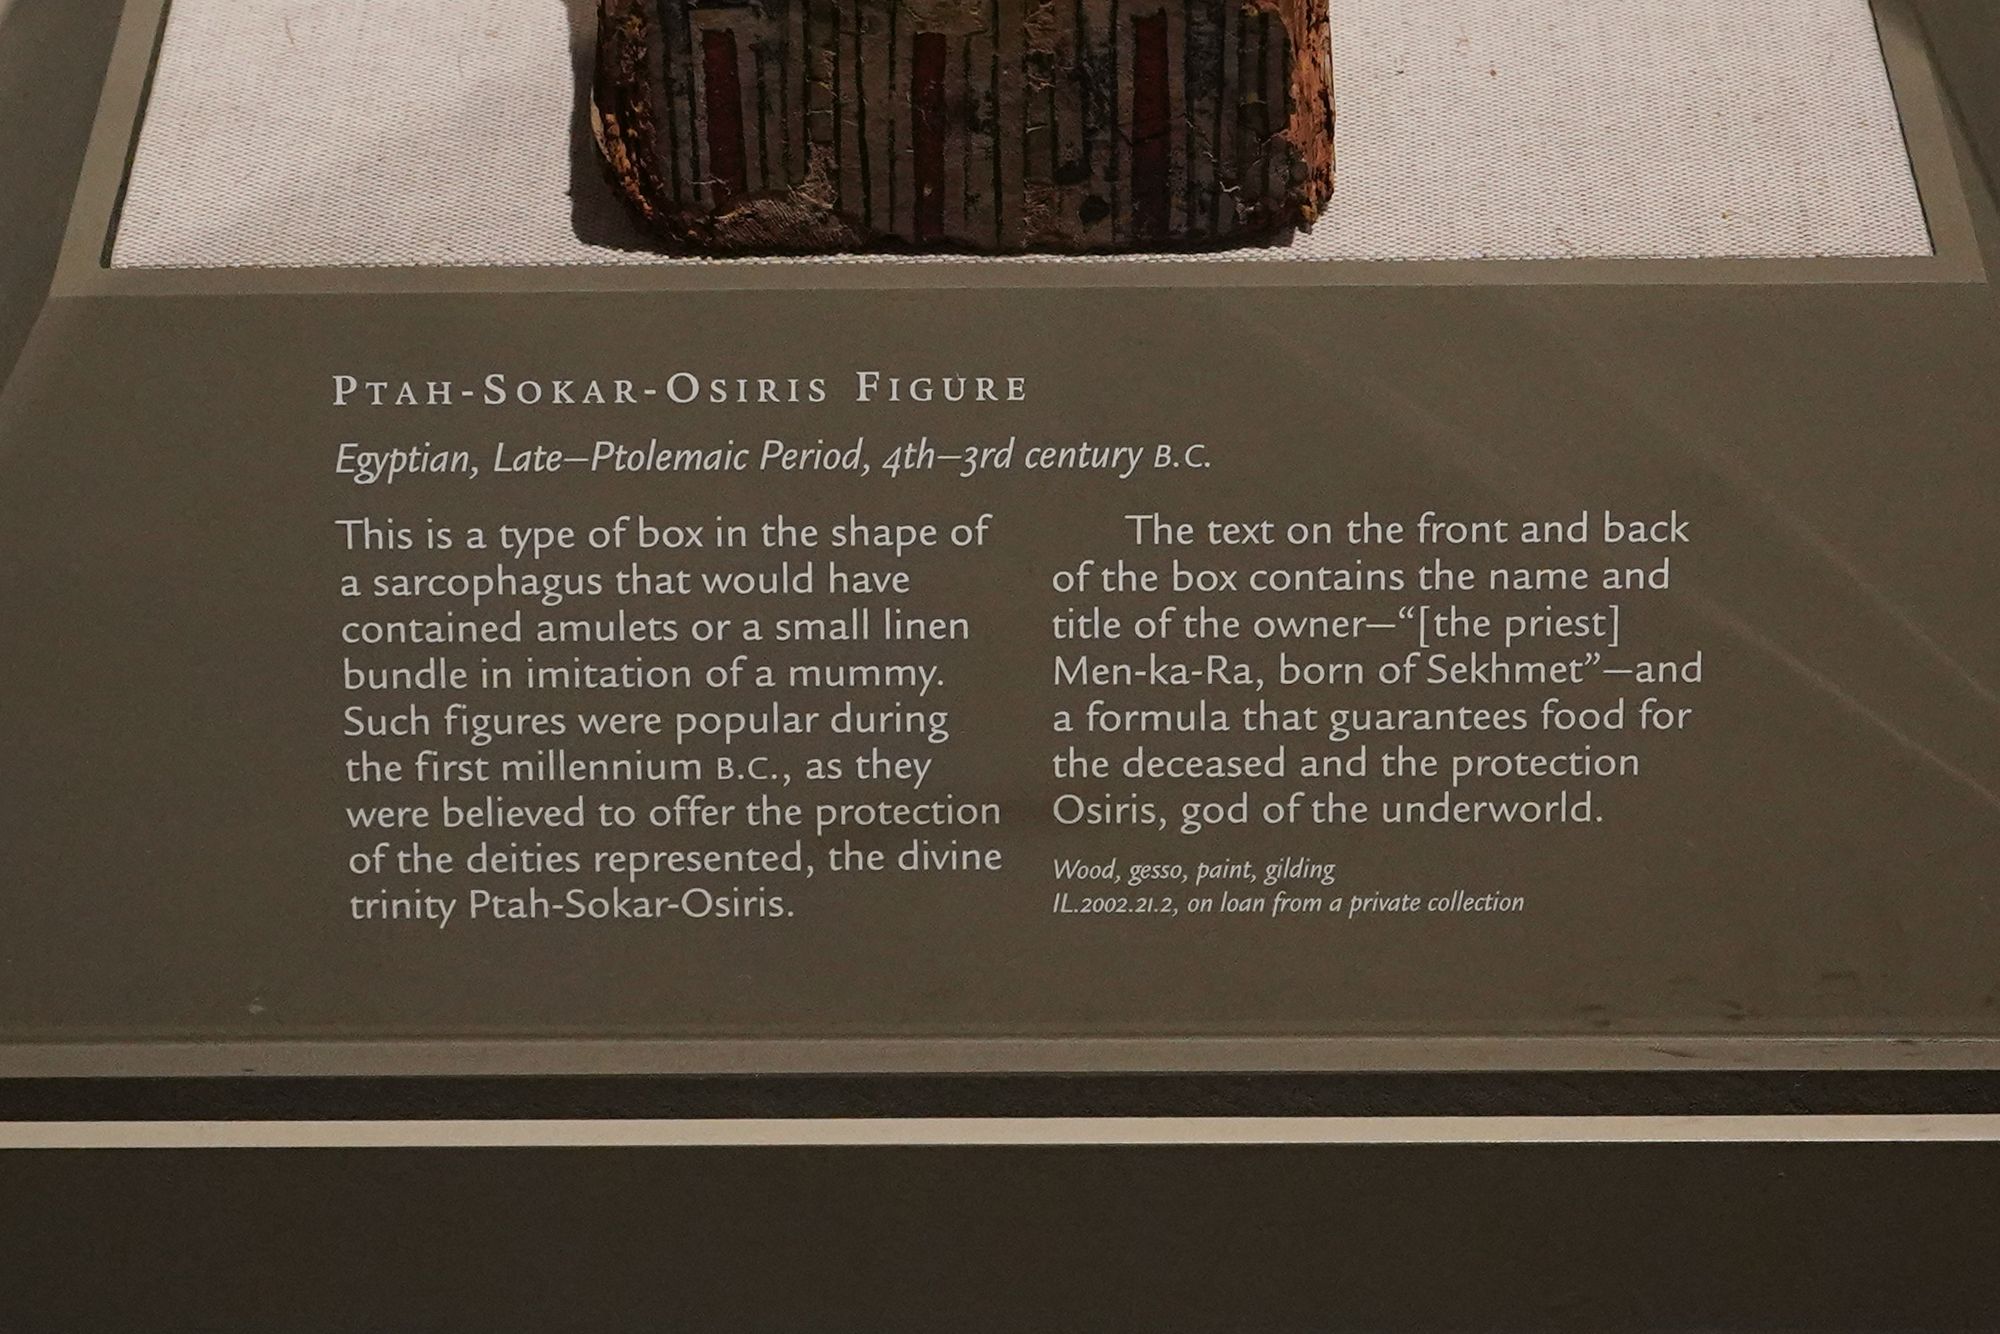 Ptah-Sokar-Osiris Figure
Egyptian, Late–Ptolemaic Period, 4th–3rd century B.C.
This is a type of box in the shape of
a sarcophagus that would have
contained amulets or a small linen
bundle in imitation of a mummy.
Such figures were popular during
the first millennium B.C., as they
were believed to offer the protection
of the deities represented, the divine
trinity Ptah-Sokar-Osiris.
The text on the front and back
of the box contains the name and
title of the owner—“[the priest]
Men-ka-Ra, born of Sekhmet”—and
a formula that guarantees food for
the deceased and the protection
Osiris, god of the underworld.
Wood, gesso, paint, gilding
IL.2002.21.2, on loan from a private collection